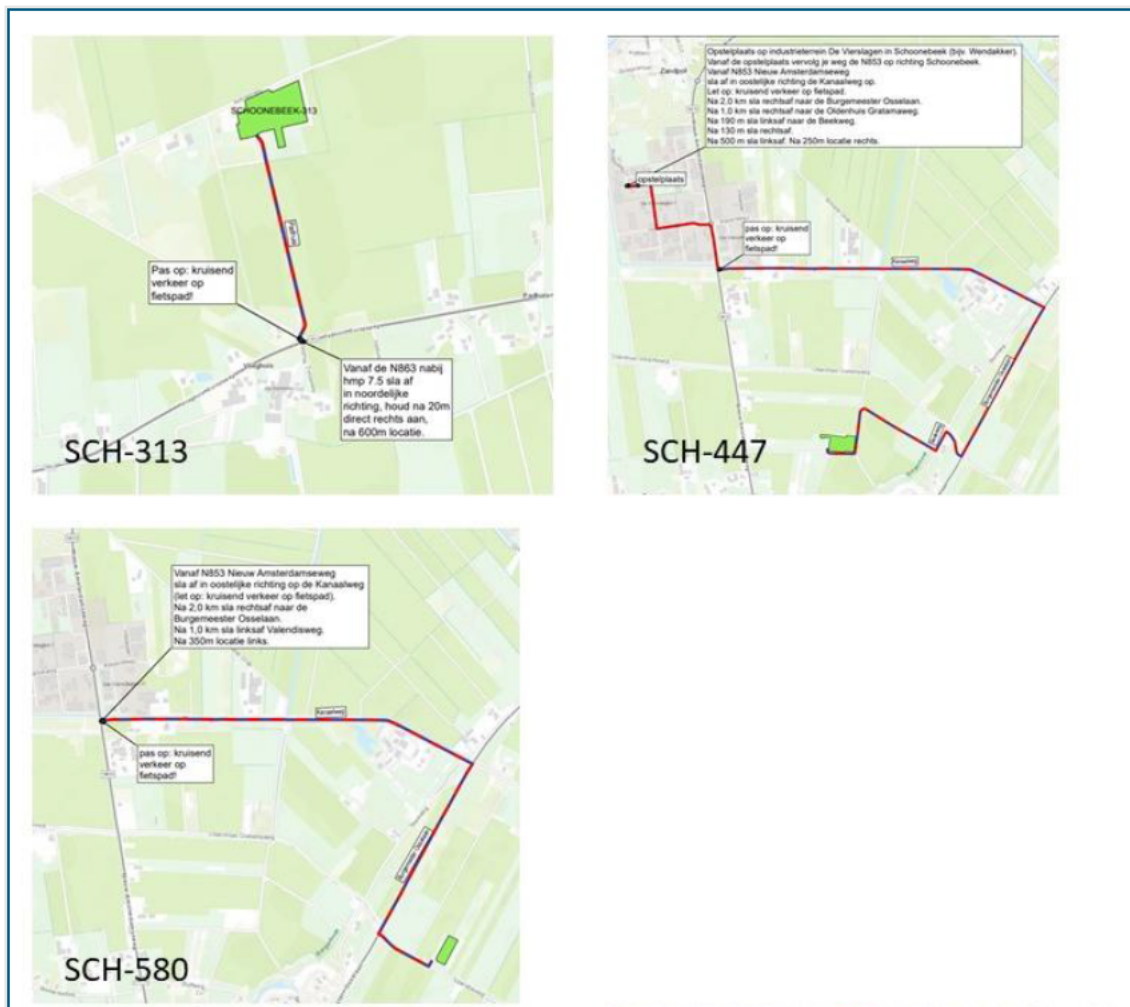 SCHOONEBEEK-313
Pas op: kruisend
verkeer op
fietspad!
Vanaf de N863 nabij
hmp 7.5 sla af
in noordelijke
richting, houd na 20m
direct rechts aan,
na 600m locatie.
SCH-313
Opstelplaats op industrieterrein De Vierslagen in Schoonebeek (bijv. Wendakker).
Vanaf de opstelplaats vervolg je weg de N853 op richting Schoonebeek.
Vanaf N853 Nieuw Amsterdamseweg
sla af in oostelijke richting de Kanaalweg op.
Let op: kruisend verkeer op fietspad.
Na 2,0 km sla rechtsaf naar de Burgemeester Osselaan.
Na 1,0 km sla rechtsaf naar de Oldenhuis Gratamaweg.
Na 190 m sla linksaf naar de Beekweg.
Na 130 m sla rechtsaf.
Na 500 m sla linksaf. Na 250m locatie rechts.
Zandpol
opstelplaats
pas op: kruisend
verkeer op
fietspad!
Kanaalweg
Burgemeester Osselaan
Beekweg
SCH-447
Vanaf N853 Nieuw Amsterdamseweg
sla af in oostelijke richting op de Kanaalweg
(let op: kruisend verkeer op fietspad).
Na 2,0 km sla rechtsaf naar de
Burgemeester Osselaan.
Na 1,0 km sla linksaf Valendisweg.
Na 350m locatie links.
Kanaalweg
pas op: kruisend
verkeer op
fietspad!
Burgemeester Osselaan
SCH-580